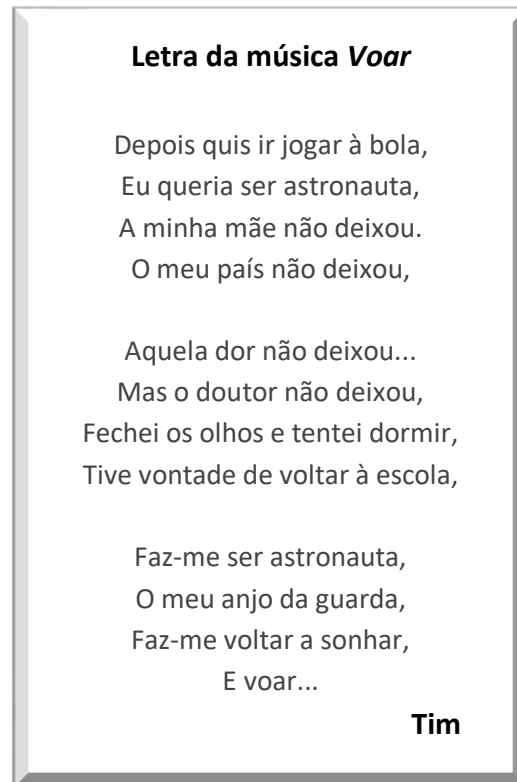 Letra da música Voar
Depois quis ir jogar à bola,
Eu queria ser astronauta,
A minha mãe não deixou.
O meu país não deixou,
Aquela dor não deixou...
Mas o doutor não deixou,
Fechei os olhos e tentei dormir,
Tive vontade de voltar à escola,
Faz-me ser astronauta,
O meu anjo da guarda,
Faz-me voltar a sonhar,
E voar...
Tim